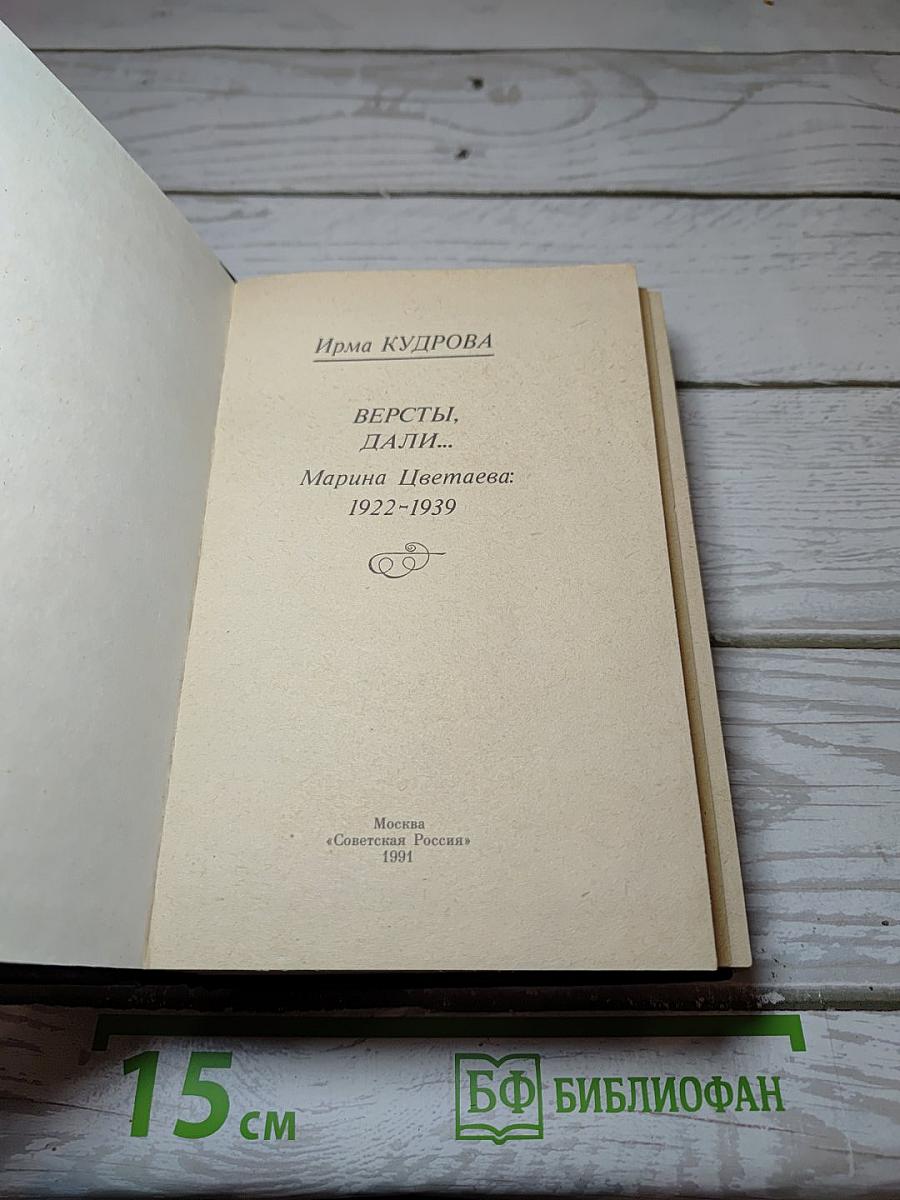 Ирма КУДРОВА
ВЕРСТЫ,
ДАЛИ...
Марина Цветаева:
1922-1939
Москва
«Советская Россия»
1991
15 см
БФ БИБЛИОФАН